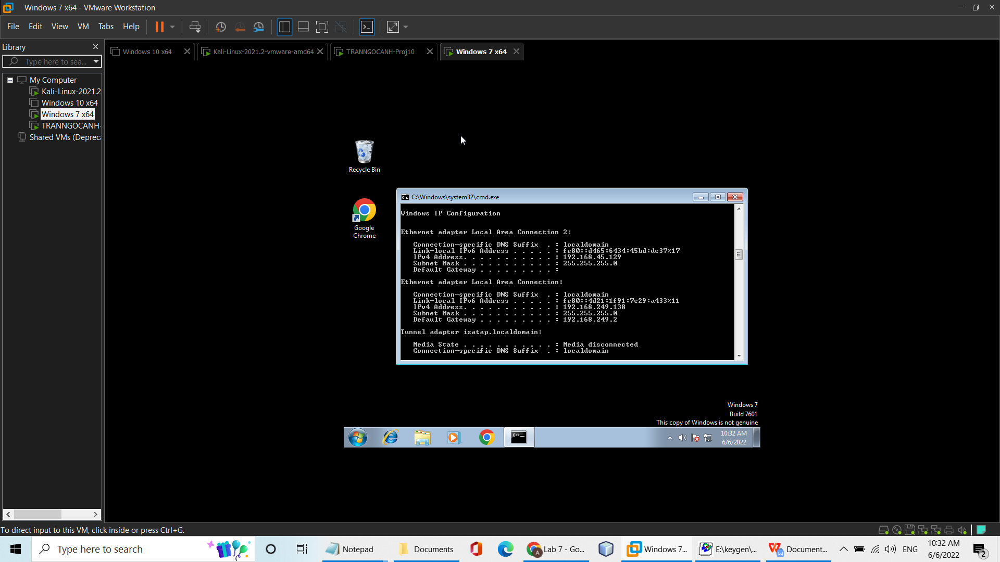 Windows 7 x64 - VMware Workstation
File Edit View VM Tabs Help
Library
Type here to sea...
My Computer
Kali-Linux-2021.2
Windows 10 x64
Windows 7 x64
TRANNGOCANH-
Shared VMs (Depreca
Windows 10 x64
Kali-Linux-2021.2-vmware-amd64
TRANNGOCANH-Proj10
Windows 7 x64
Recycle Bin
Google
Chrome
C:\Windows\system32\cmd.exe
Windows IP Configuration
Ethernet adapter Local Area Connection 2:
Connection-specific DNS Suffix  . : localdomain
Link-local IPv6 Address . . . . . : fe80::d465:6434:45bd:de37%17
IPv4 Address. . . . . . . . . . . : 192.168.45.129
Subnet Mask . . . . . . . . . . . : 255.255.255.0
Default Gateway . . . . . . . . . :
Ethernet adapter Local Area Connection:
Connection-specific DNS Suffix  . : localdomain
Link-local IPv6 Address . . . . . : fe80::4d21:1f91:7e29:a433%11
IPv4 Address. . . . . . . . . . . : 192.168.249.138
Subnet Mask . . . . . . . . . . . : 255.255.255.0
Default Gateway . . . . . . . . . : 192.168.249.2
Tunnel adapter isatap.localdomain:
Media State . . . . . . . . . . . : Media disconnected
Connection-specific DNS Suffix  . : localdomain
Windows 7
Build 7601
This copy of Windows is not genuine
10:32 AM
6/6/2022
To direct input to this VM, click inside or press Ctrl+G.
Type here to search
Notepad
Documents
Lab 7 - Go...
Windows 7...
E:\keygen\...
Document...
ENG
10:32 AM
6/6/2022
2